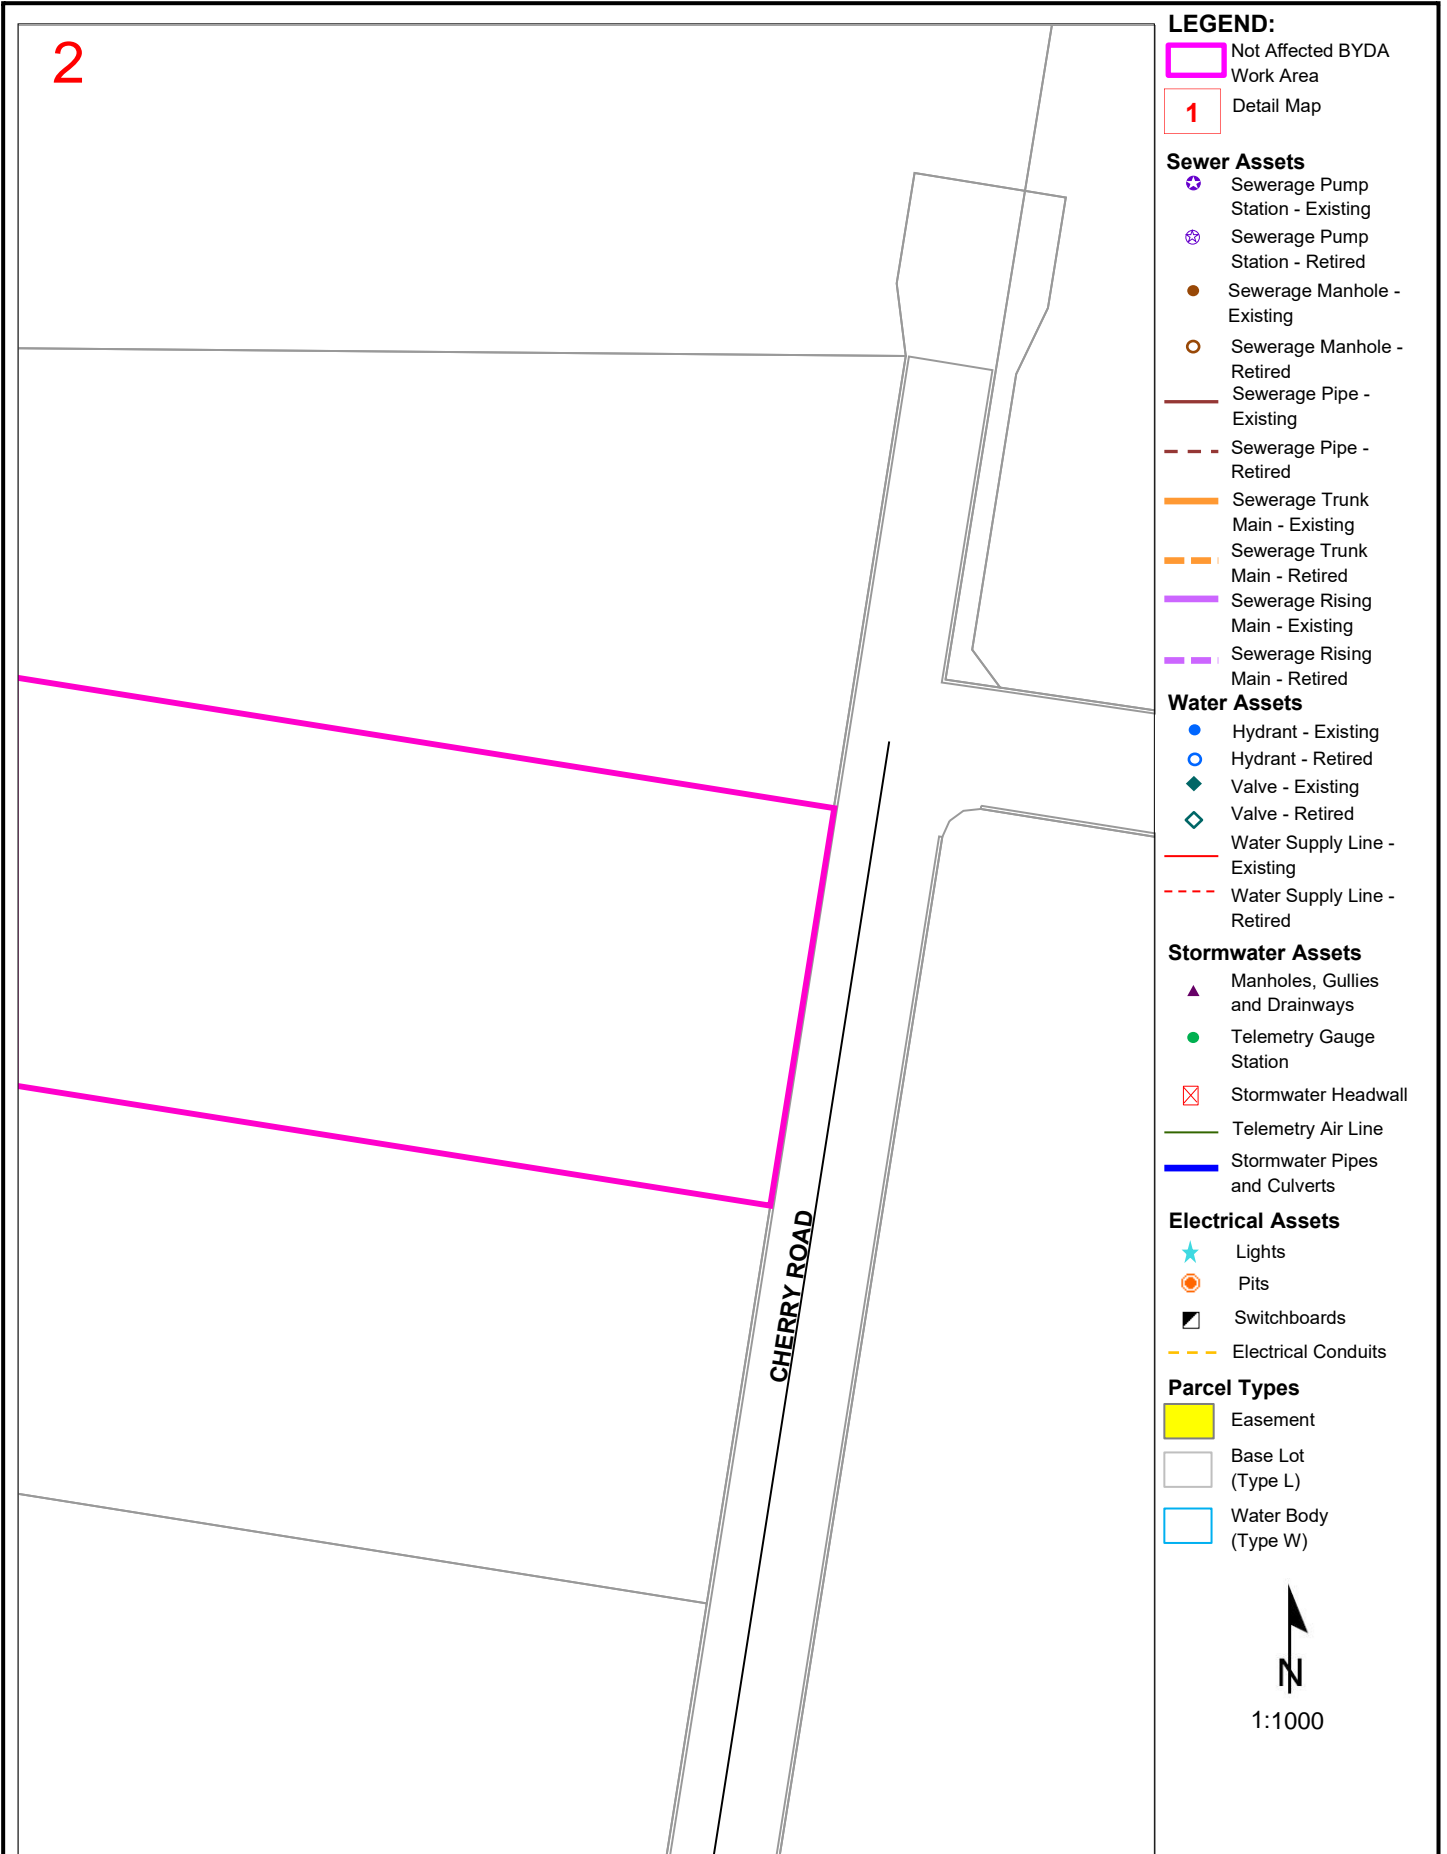 2
CHERRY ROAD
LEGEND:
Not Affected BYDA
Work Area
1
Detail Map
Sewer Assets
Sewerage Pump
Station - Existing
Sewerage Pump
Station - Retired
Sewerage Manhole -
Existing
Sewerage Manhole -
Retired
Sewerage Pipe -
Existing
Sewerage Pipe -
Retired
Sewerage Trunk
Main - Existing
Sewerage Trunk
Main - Retired
Sewerage Rising
Main - Existing
Sewerage Rising
Main - Retired
Water Assets
Hydrant - Existing
Hydrant - Retired
Valve - Existing
Valve - Retired
Water Supply Line -
Existing
Water Supply Line -
Retired
Stormwater Assets
Manholes, Gullies
and Drainways
Telemetry Gauge
Station
Stormwater Headwall
Telemetry Air Line
Stormwater Pipes
and Culverts
Electrical Assets
Lights
Pits
Switchboards
Electrical Conduits
Parcel Types
Easement
Base Lot
(Type L)
Water Body
(Type W)
N
1:1000